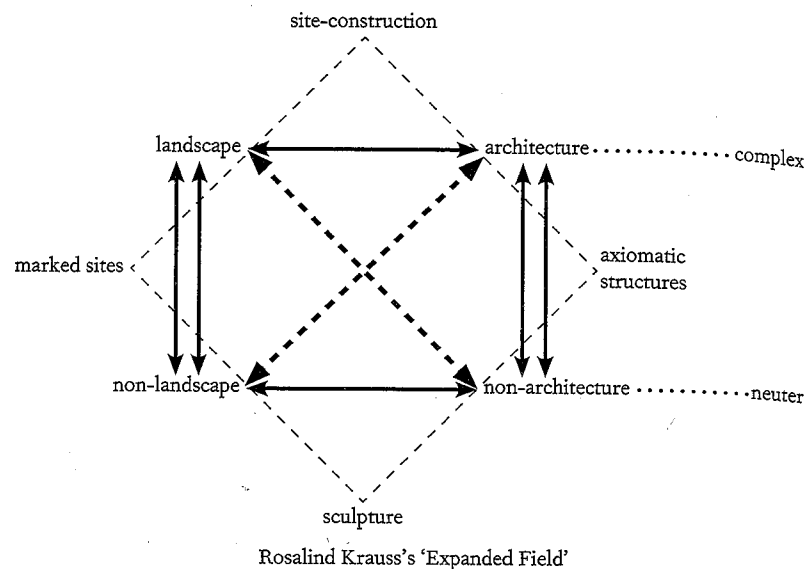 site-construction
landscape
architecture
complex
marked sites
axiomatic
structures
non-landscape
non-architecture
neuter
sculpture
Rosalind Krauss's 'Expanded Field'